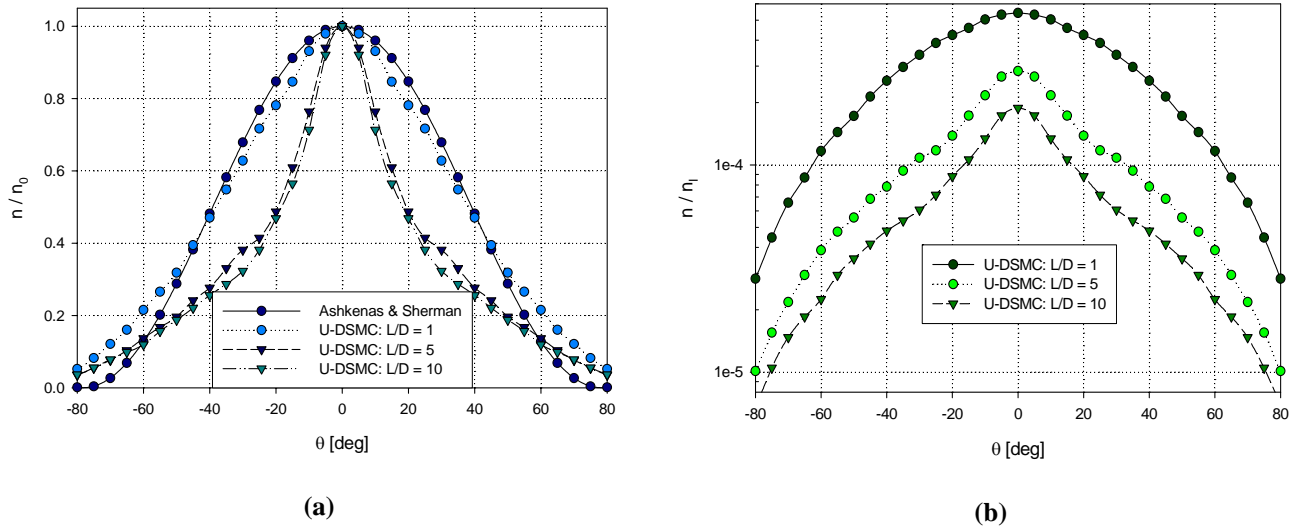 n / n0
1.0
0.8
0.6
0.4
0.2
0.0
-80 -60 -40 -20 0 20 40 60 80
θ [deg]
Ashkenas & Sherman
U-DSMC: L/D = 1
U-DSMC: L/D = 5
U-DSMC: L/D = 10
(a)
n / nI
1e-4
1e-5
-80 -60 -40 -20 0 20 40 60 80
θ [deg]
U-DSMC: L/D = 1
U-DSMC: L/D = 5
U-DSMC: L/D = 10
(b)